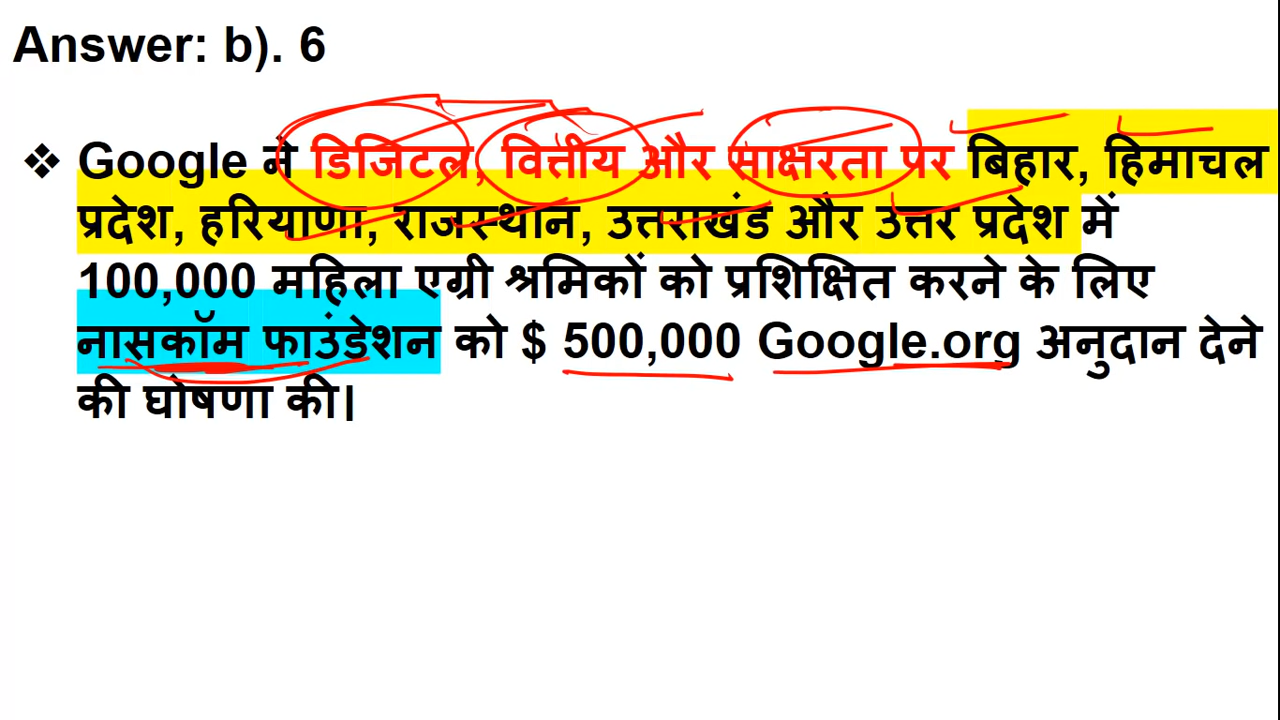 Answer: b). 6
❖ Google ने डिजिटल, वित्तीय और साक्षरता पर बिहार, हिमाचल
प्रदेश, हरियाणा, राजस्थान, उत्तराखंड और उत्तर प्रदेश में
100,000 महिला एग्री श्रमिकों को प्रशिक्षित करने के लिए
नासकॉम फाउंडेशन को $ 500,000 Google.org अनुदान देने
की घोषणा की।